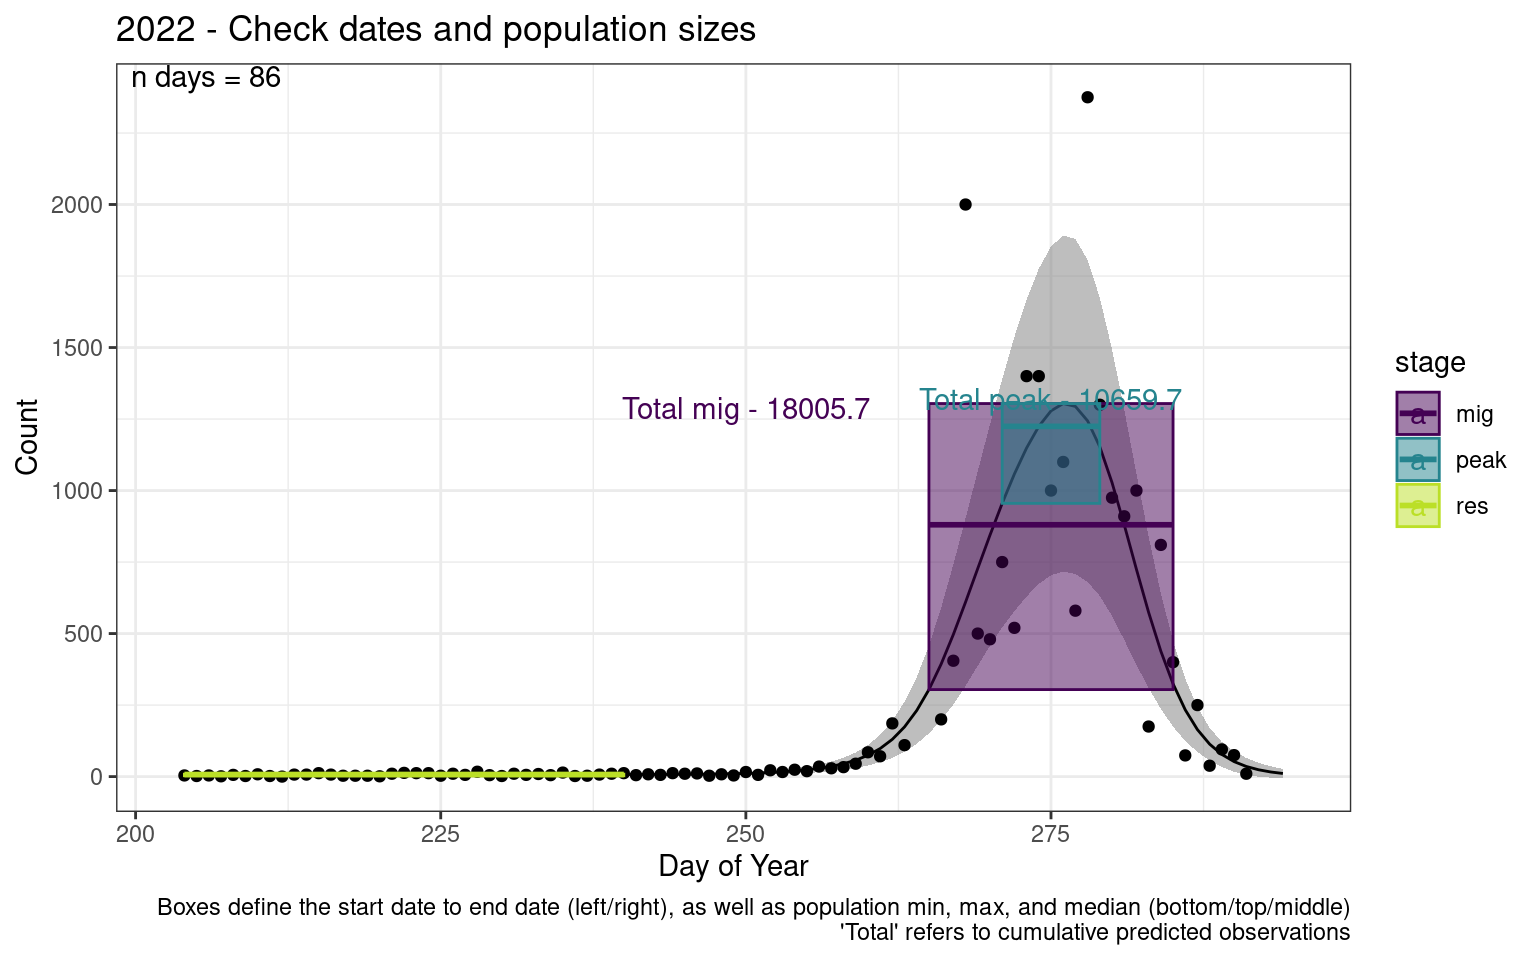 2022 - Check dates and population sizes
n days = 86
Count
2000
1500
1000
500
0
Total mig - 18005.7
Total peak - 10659.7
200
225
250
275
Day of Year
stage
a mig
a peak
a res
Boxes define the start date to end date (left/right), as well as population min, max, and median (bottom/top/middle)
'Total' refers to cumulative predicted observations